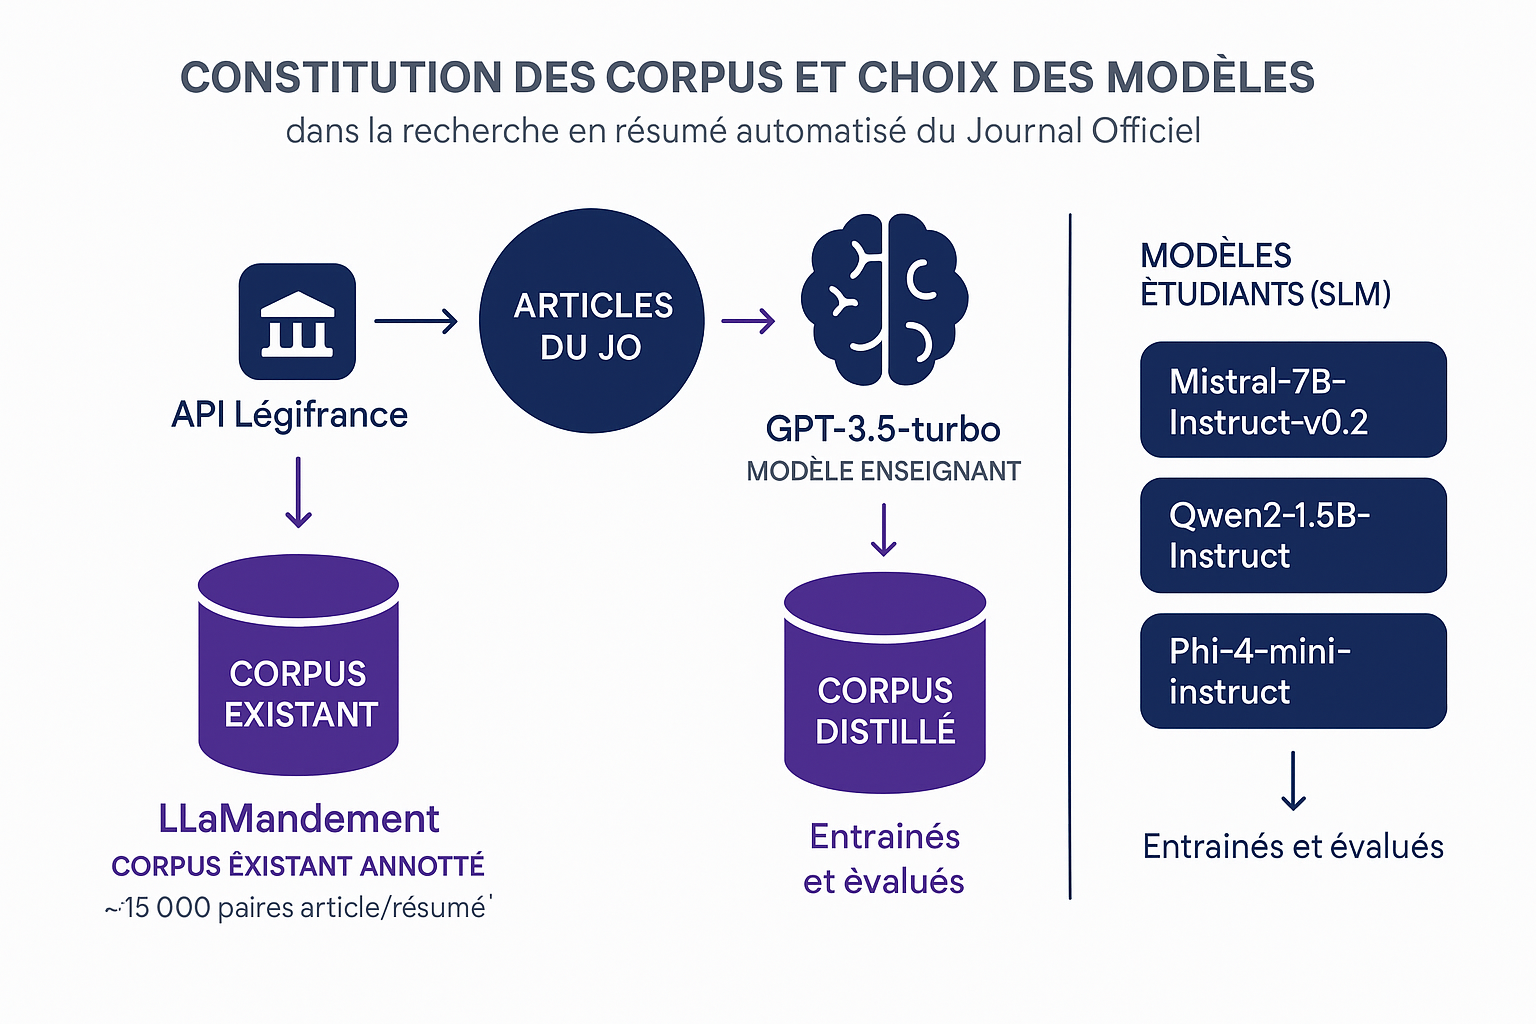 CONSTITUTION DES CORPUS ET CHOIX DES MODÈLES
dans la recherche en résumé automatisé du Journal Officiel
API Légifrance
ARTICLES
DU JO
GPT-3.5-turbo
MODÈLE ENSEIGNANT
CORPUS
EXISTANT
LLaMandement
CORPUS ÊXISTANT ANNOTTÉ
~15 000 paires article/résumé'
CORPUS
DISTILLÉ
Entrainés
et èvalués
MODÈLES
ÈTUDIANTS (SLM)
Mistral-7B-
Instruct-v0.2
Qwen2-1.5B-
Instruct
Phi-4-mini-
instruct
Entrainés et évalués